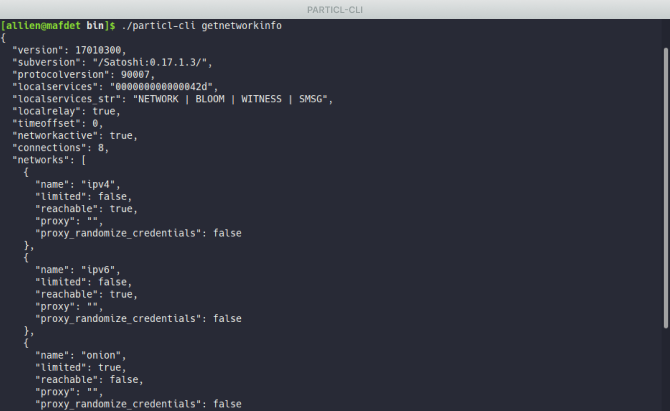 PARTICL-CLI
[allien@mafdet bin]$ ./particl-cli getnetworkinfo
{
  "version": 17010300,
  "subversion": "/Satoshi:0.17.1.3/",
  "protocolversion": 90007,
  "localservices": "000000000000042d",
  "localservices_str": "NETWORK | BLOOM | WITNESS | SMSG",
  "localrelay": true,
  "timeoffset": 0,
  "networkactive": true,
  "connections": 8,
  "networks": [
    {
      "name": "ipv4",
      "limited": false,
      "reachable": true,
      "proxy": "",
      "proxy_randomize_credentials": false
    },
    {
      "name": "ipv6",
      "limited": false,
      "reachable": true,
      "proxy": "",
      "proxy_randomize_credentials": false
    },
    {
      "name": "onion",
      "limited": true,
      "reachable": false,
      "proxy": "",
      "proxy_randomize_credentials": false